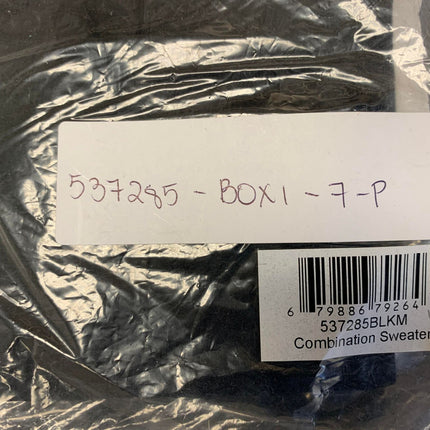 537285 - BOX1 - 7 - P
6 79886 79264
537285BLKM
Combination Sweater